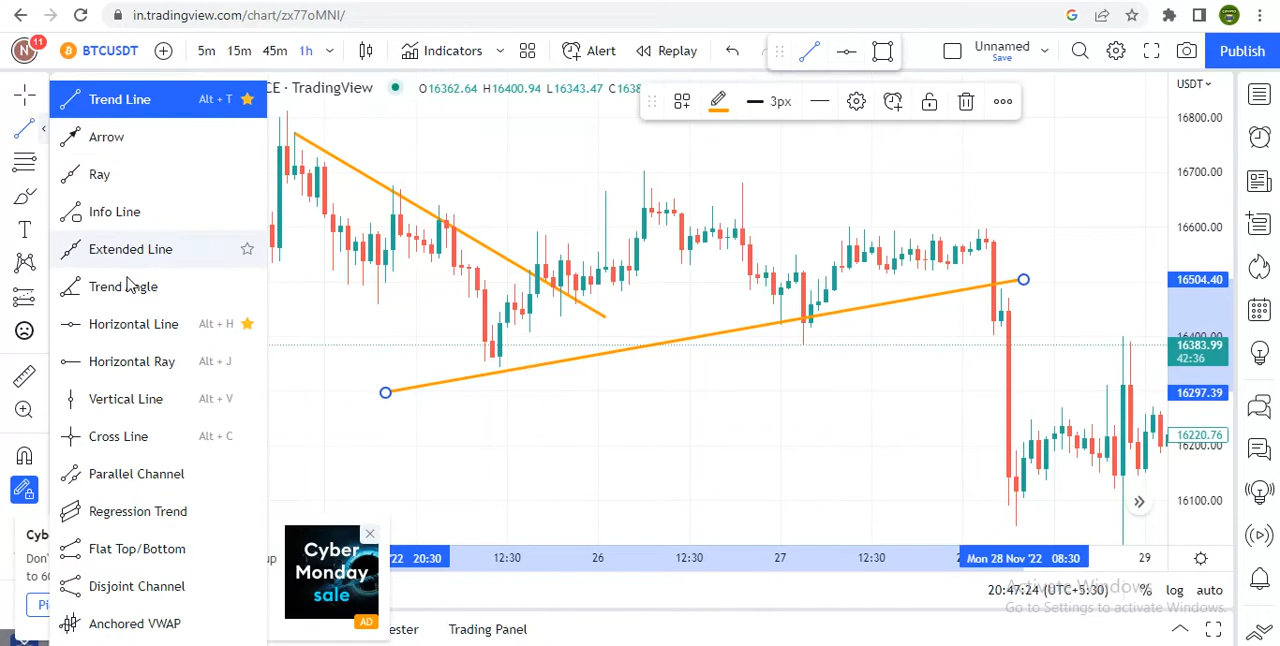 in.tradingview.com/chart/zx77oMNI/
N 11 BTCUSDT 5m 15m 45m 1h Indicators Alert Replay Unnamed Save Publish
CE · TradingView O16362.64 H16400.94 L16343.47 3px USDT
Trend Line Alt + T
Arrow
Ray
Info Line
Extended Line
Trend Angle
Horizontal Line Alt + H
Horizontal Ray Alt + J
Vertical Line Alt + V
Cross Line Alt + C
Parallel Channel
Regression Trend
Flat Top/Bottom
Disjoint Channel
Anchored VWAP
16800.00
16700.00
16600.00
16504.40
16400.00
16383.99
42:36
16297.39
16220.76
16200.00
16100.00
Cyber
Monday
sale
AD
'22 20:30 12:30 26 12:30 27 12:30 Mon 28 Nov '22 08:30 29
20:47:24 (UTC+5:30) % log auto
Activate Windows
Go to Settings to activate Windows.
Trading Panel